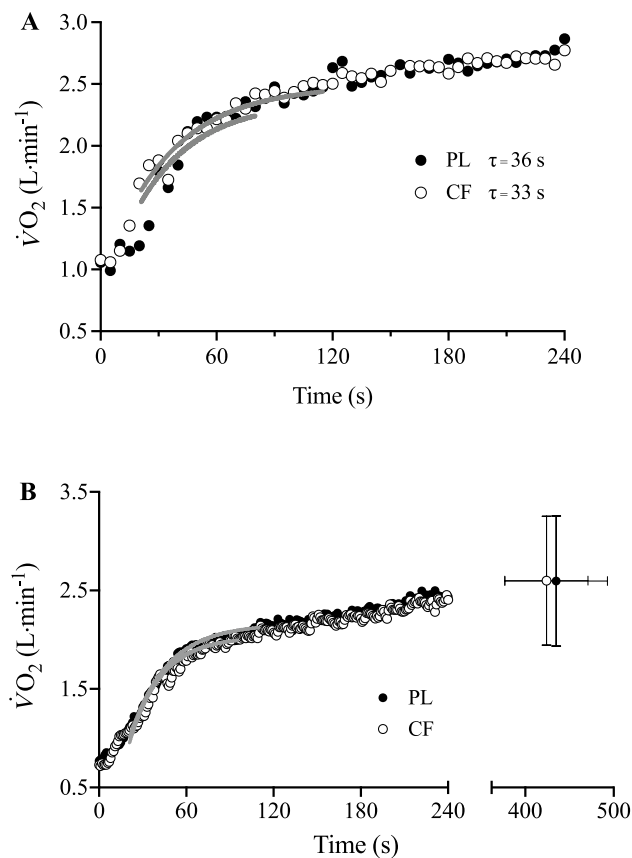 A
3.0
2.5
2.0
1.5
1.0
0.5
V̇O₂ (L·min⁻¹)
PL τ = 36 s
CF τ = 33 s
0 60 120 180 240
Time (s)
B
3.5
2.5
1.5
0.5
V̇O₂ (L·min⁻¹)
PL
CF
0 60 120 180 240 400 500
Time (s)